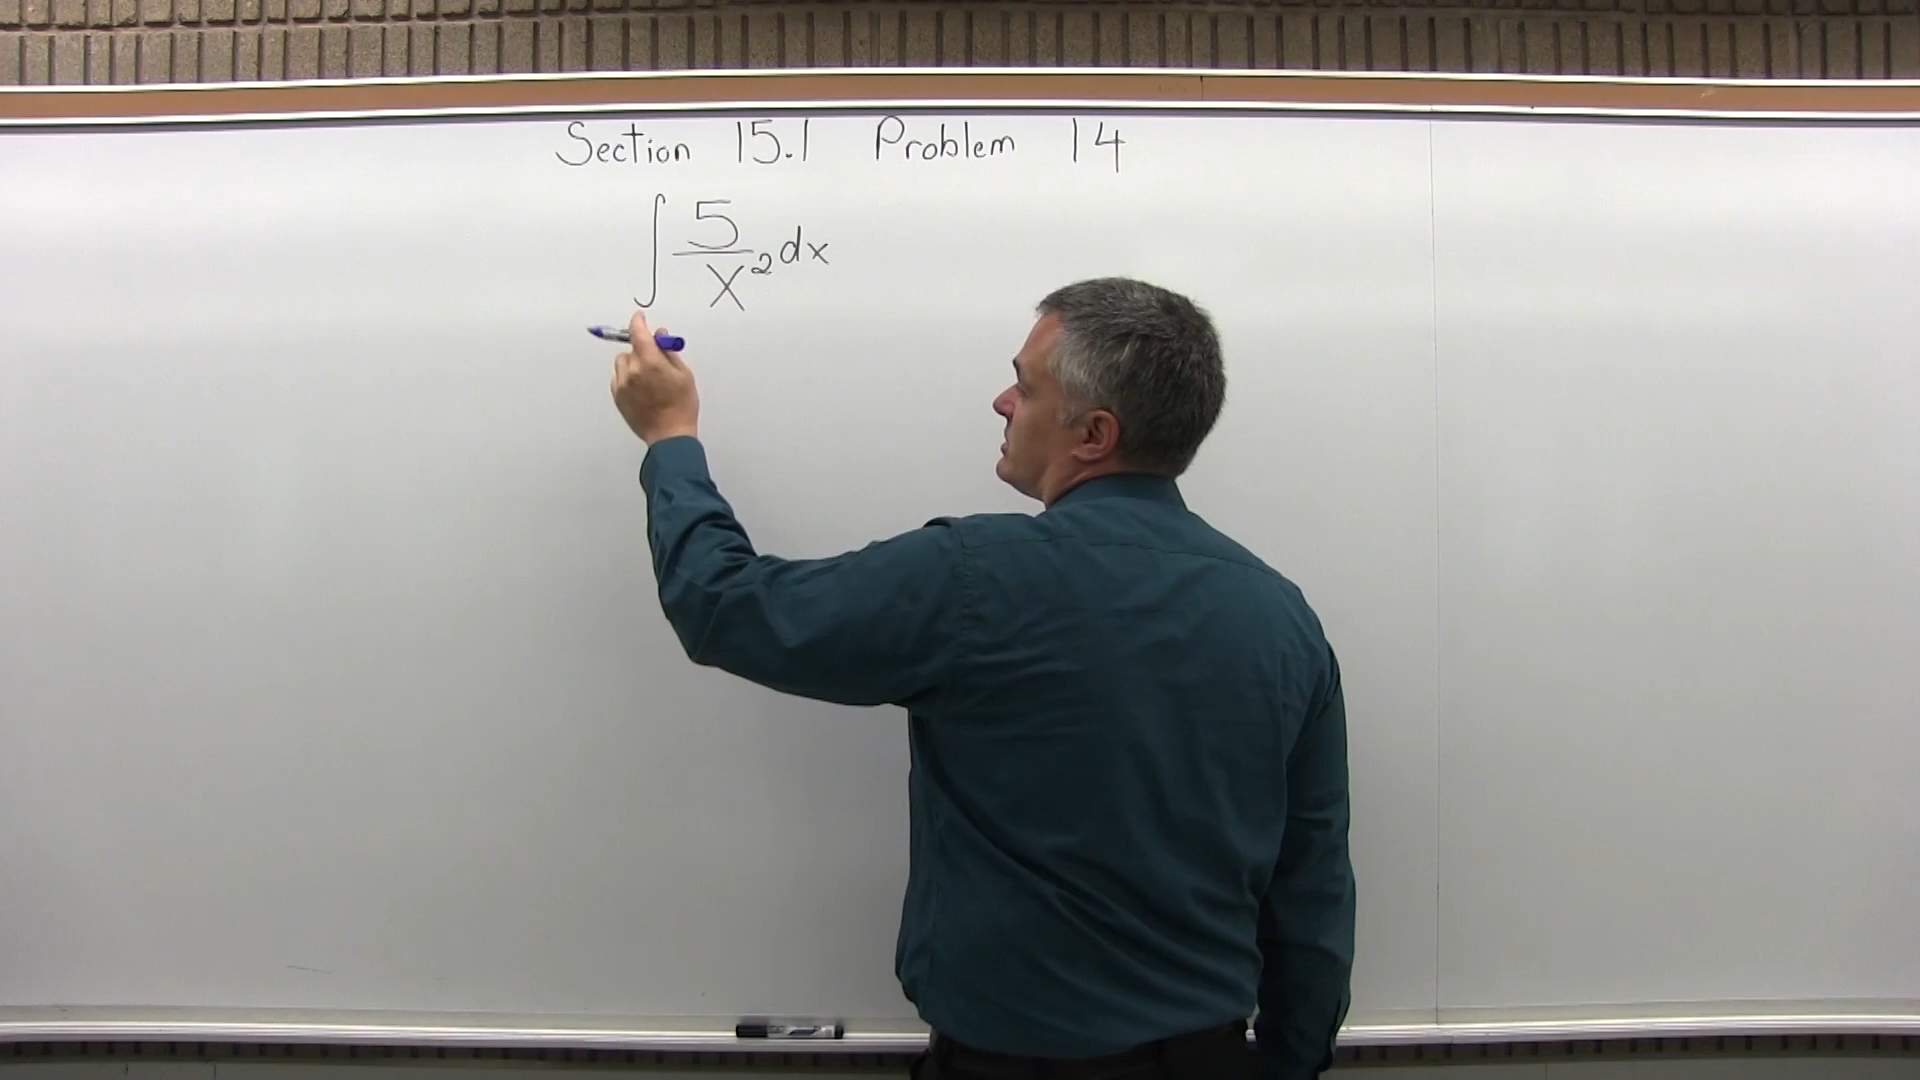 Section 15.1 Problem 14
∫ 5/x² dx